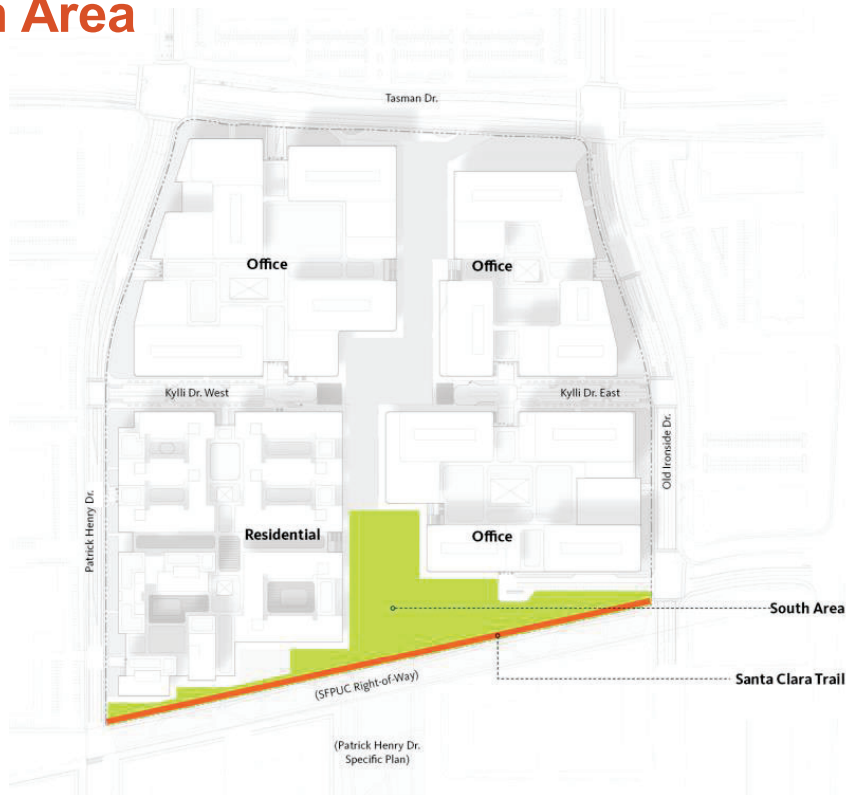 Area
Tasman Dr.
Office
Office
Kylli Dr. West
Kylli Dr. East
Old Ironside Dr.
Patrick Henry Dr.
Residential
Office
South Area
Santa Clara Trail
(SFPUC Right-of-Way)
(Patrick Henry Dr.
Specific Plan)